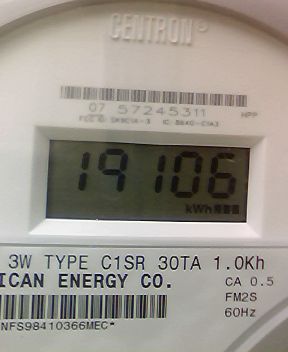 CENTRON®
07 57245311 HPP
19106
kWh
3W TYPE C1SR 30TA 1.0Kh
ICAN ENERGY CO. CA 0.5
FM2S
NFS98410366MEC* 60Hz